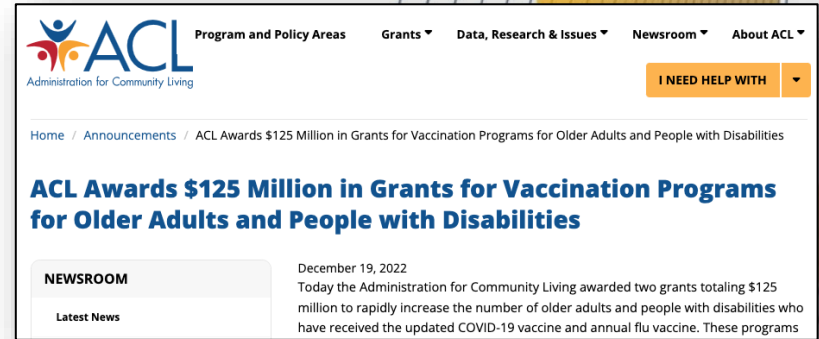 ACL
Administration for Community Living
Program and Policy Areas Grants Data, Research & Issues Newsroom About ACL
I NEED HELP WITH
Home / Announcements / ACL Awards $125 Million in Grants for Vaccination Programs for Older Adults and People with Disabilities
ACL Awards $125 Million in Grants for Vaccination Programs
for Older Adults and People with Disabilities
NEWSROOM
Latest News
December 19, 2022
Today the Administration for Community Living awarded two grants totaling $125
million to rapidly increase the number of older adults and people with disabilities who
have received the updated COVID-19 vaccine and annual flu vaccine. These programs